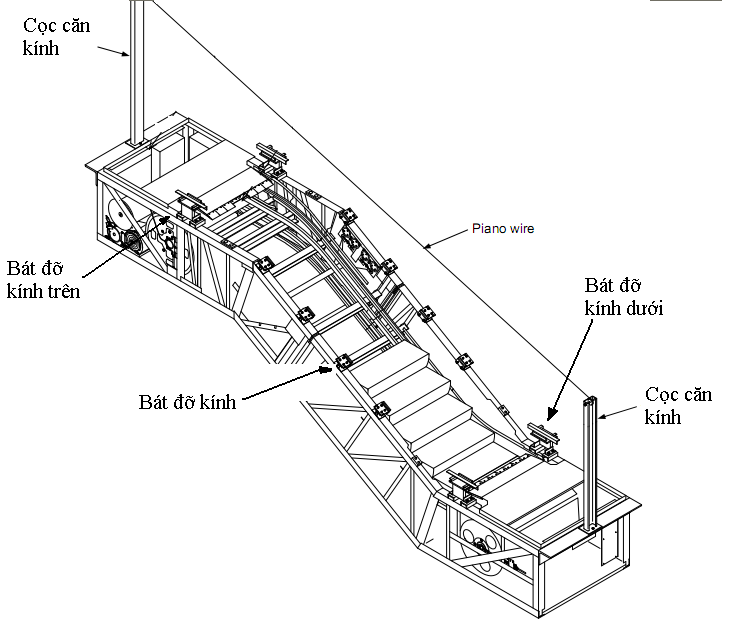 Cọc căn
kính
Piano wire
Bát đỡ
kính trên
Bát đỡ
kính dưới
Bát đỡ kính
Cọc căn
kính